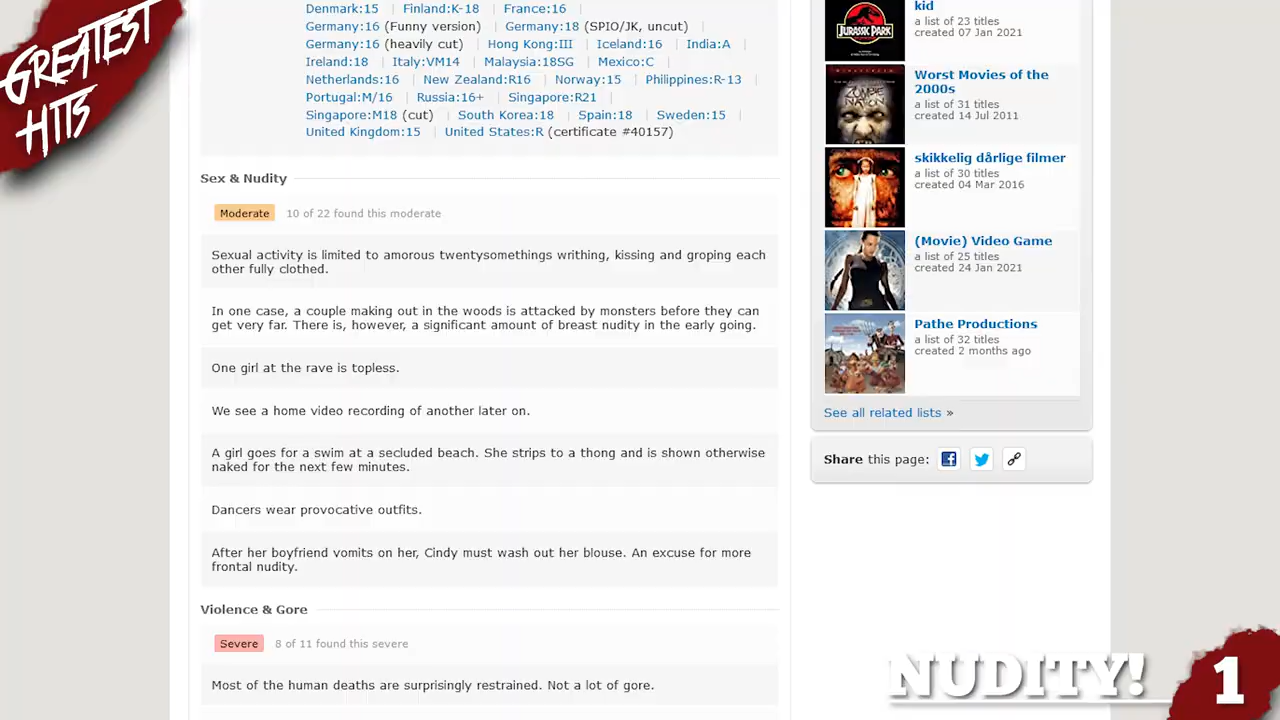 GREATEST
HITS
Denmark:15 | Finland:K-18 | France:16 |
Germany:16 (Funny version) | Germany:18 (SPIO/JK, uncut) |
Germany:16 (heavily cut) | Hong Kong:III | Iceland:16 | India:A |
Ireland:18 | Italy:VM14 | Malaysia:18SG | Mexico:C |
Netherlands:16 | New Zealand:R16 | Philippines:R-13 |
Portugal:M/16 | Russia:16+ | Singapore:R21 |
Singapore:M18 (cut) | South Korea:18 | Spain:18 | Sweden:15 |
United Kingdom:15 | United States:R (certificate #40157)
Sex & Nudity
Moderate 10 of 22 found this moderate
Sexual activity is limited to amorous twentysomethings writhing, kissing and groping each
other fully clothed.
In one case, a couple making out in the woods is attacked by monsters before they can
get very far. There is, however, a significant amount of breast nudity in the early going.
One girl at the rave is topless.
We see a home video recording of another later on.
A girl goes for a swim at a secluded beach. She strips to a thong and is shown otherwise
naked for the next few minutes.
Dancers wear provocative outfits.
After her boyfriend vomits on her, Cindy must wash out her blouse. An excuse for more
frontal nudity.
Violence & Gore
Severe 8 of 11 found this severe
Most of the human deaths are surprisingly restrained. Not a lot of gore.
JURASSIC PARK
kid
a list of 23 titles
created 07 Jan 2021
ZOMBIE
NATION
Worst Movies of the
2000s
a list of 31 titles
created 14 Jul 2011
skikkelig dårlige filmer
a list of 30 titles
created 04 Mar 2016
(Movie) Video Game
a list of 25 titles
created 24 Jan 2021
Pathe Productions
a list of 32 titles
created 2 months ago
See all related lists »
Share this page:
NUDITY! 1